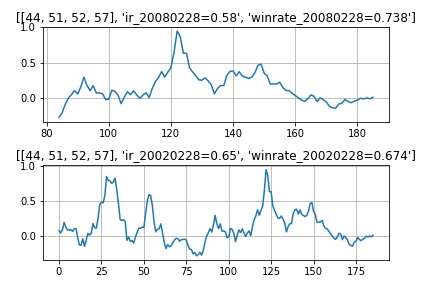 [[44, 51, 52, 57], 'ir_20080228=0.58', 'winrate_20080228=0.738']
1.0
0.5
0.0
80 100 120 140 160 180
[[44, 51, 52, 57], 'ir_20020228=0.65', 'winrate_20020228=0.674']
1.0
0.5
0.0
0 25 50 75 100 125 150 175